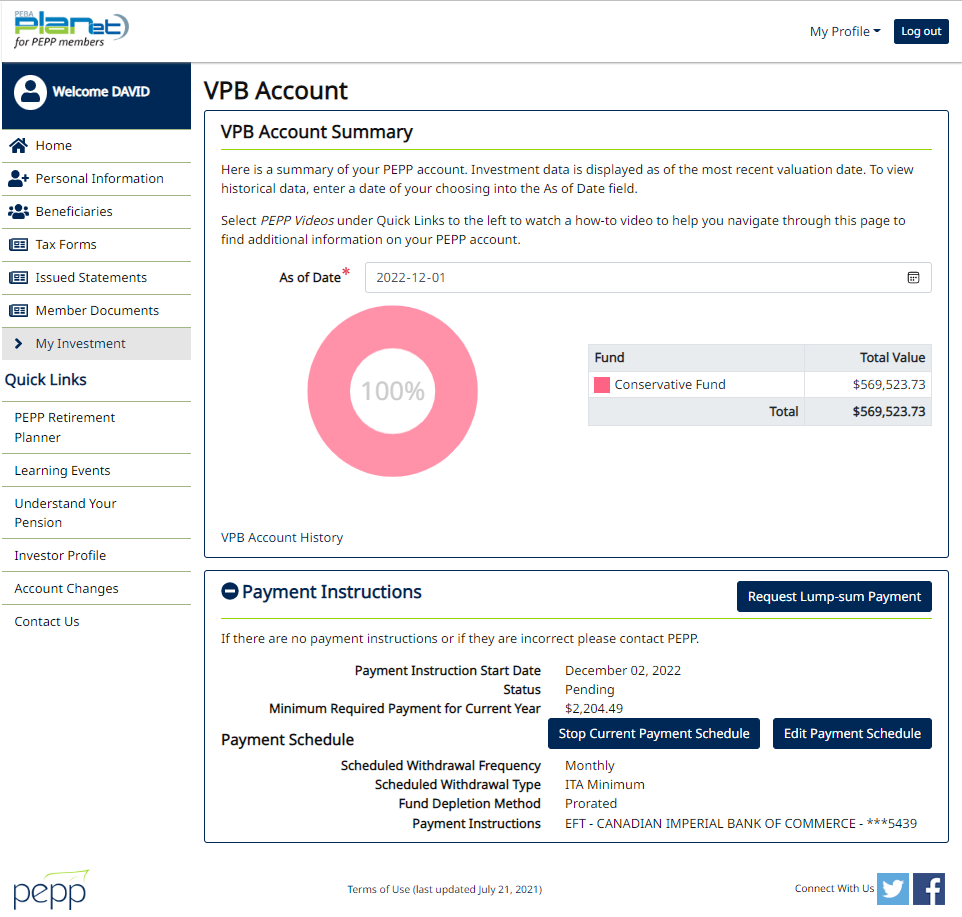 PEBA
planet
for PEPP members
My Profile
Log out
Welcome DAVID
Home
Personal Information
Beneficiaries
Tax Forms
Issued Statements
Member Documents
My Investment
Quick Links
PEPP Retirement
Planner
Learning Events
Understand Your
Pension
Investor Profile
Account Changes
Contact Us
VPB Account
VPB Account Summary
Here is a summary of your PEPP account. Investment data is displayed as of the most recent valuation date. To view
historical data, enter a date of your choosing into the As of Date field.
Select PEPP Videos under Quick Links to the left to watch a how-to video to help you navigate through this page to
find additional information on your PEPP account.
As of Date* 2022-12-01
100%
Fund Total Value
Conservative Fund $569,523.73
Total $569,523.73
VPB Account History
Payment Instructions
Request Lump-sum Payment
If there are no payment instructions or if they are incorrect please contact PEPP.
Payment Instruction Start Date December 02, 2022
Status Pending
Minimum Required Payment for Current Year $2,204.49
Payment Schedule
Stop Current Payment Schedule
Edit Payment Schedule
Scheduled Withdrawal Frequency Monthly
Scheduled Withdrawal Type ITA Minimum
Fund Depletion Method Prorated
Payment Instructions EFT - CANADIAN IMPERIAL BANK OF COMMERCE - ***5439
pepp
Terms of Use (last updated July 21, 2021)
Connect With Us